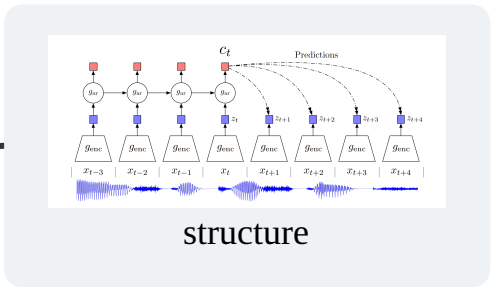 c_t
Predictions
g_ar g_ar g_ar g_ar
z_t z_{t+1} z_{t+2} z_{t+3} z_{t+4}
g_enc g_enc g_enc g_enc g_enc g_enc g_enc g_enc
x_{t−3} x_{t−2} x_{t−1} x_t x_{t+1} x_{t+2} x_{t+3} x_{t+4}
structure